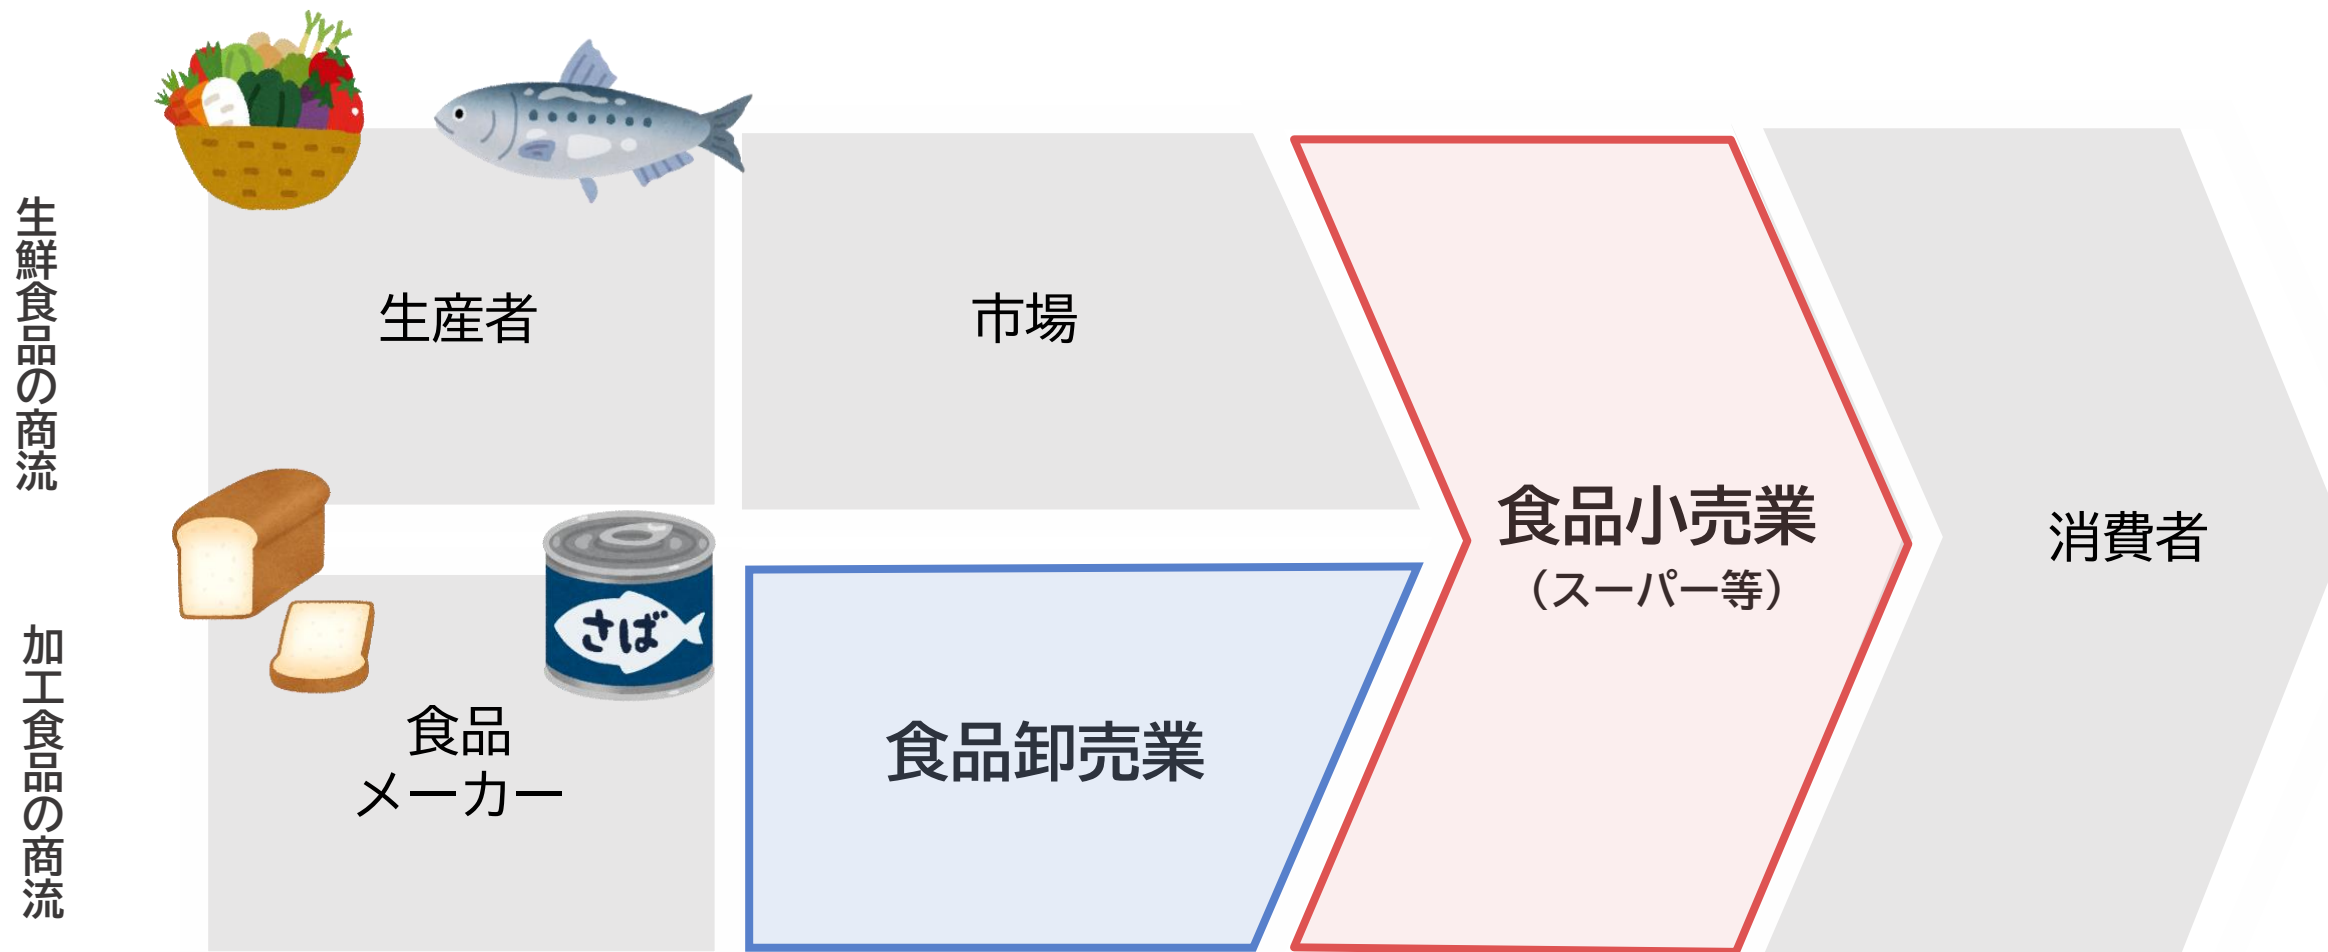 生鮮食品の商流
生産者
市場
食品小売業
（スーパー等）
消費者
加工食品の商流
さば
食品
メーカー
食品卸売業